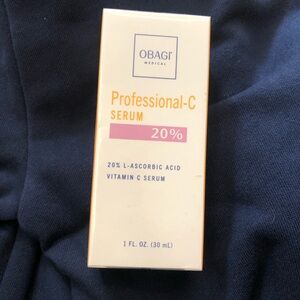 OBAGI
MEDICAL
Professional-C
SERUM
20%
20% L-ASCORBIC ACID
VITAMIN C SERUM
1 FL. OZ. (30 mL)